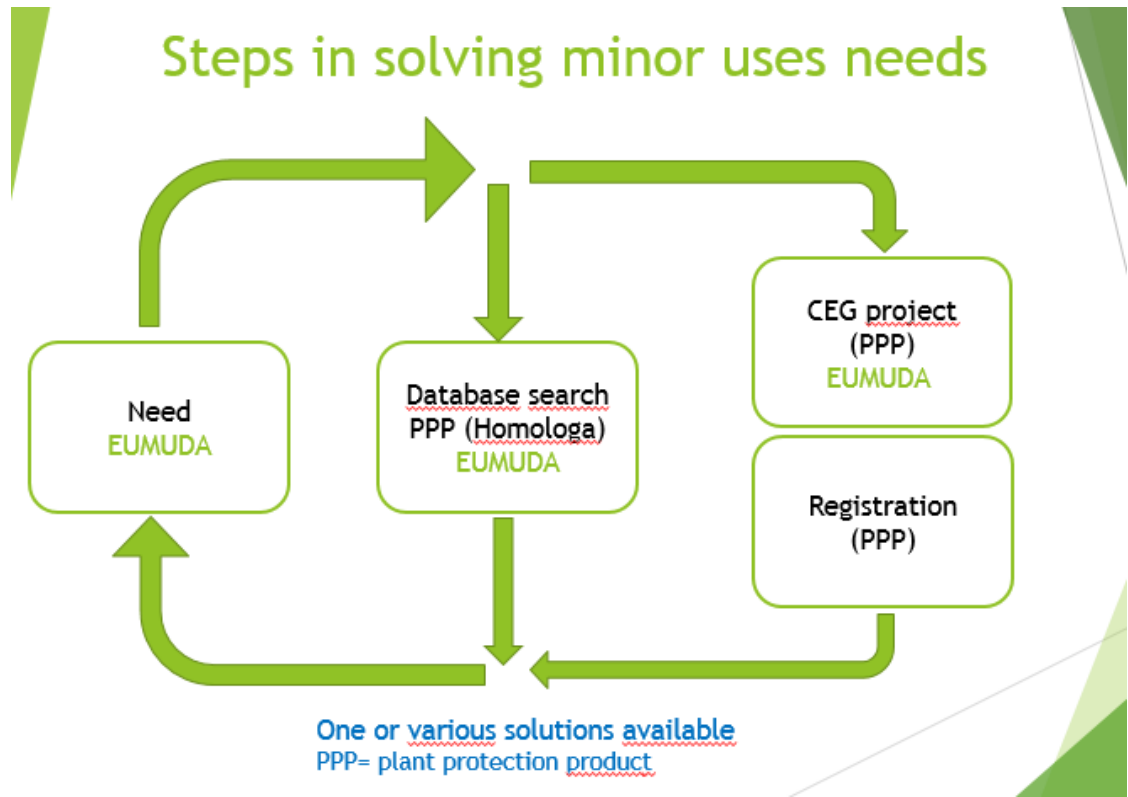 Steps in solving minor uses needs
Need
EUMUDA
Database search
PPP (Homologa)
EUMUDA
CEG project
(PPP)
EUMUDA
Registration
(PPP)
One or various solutions available
PPP= plant protection product